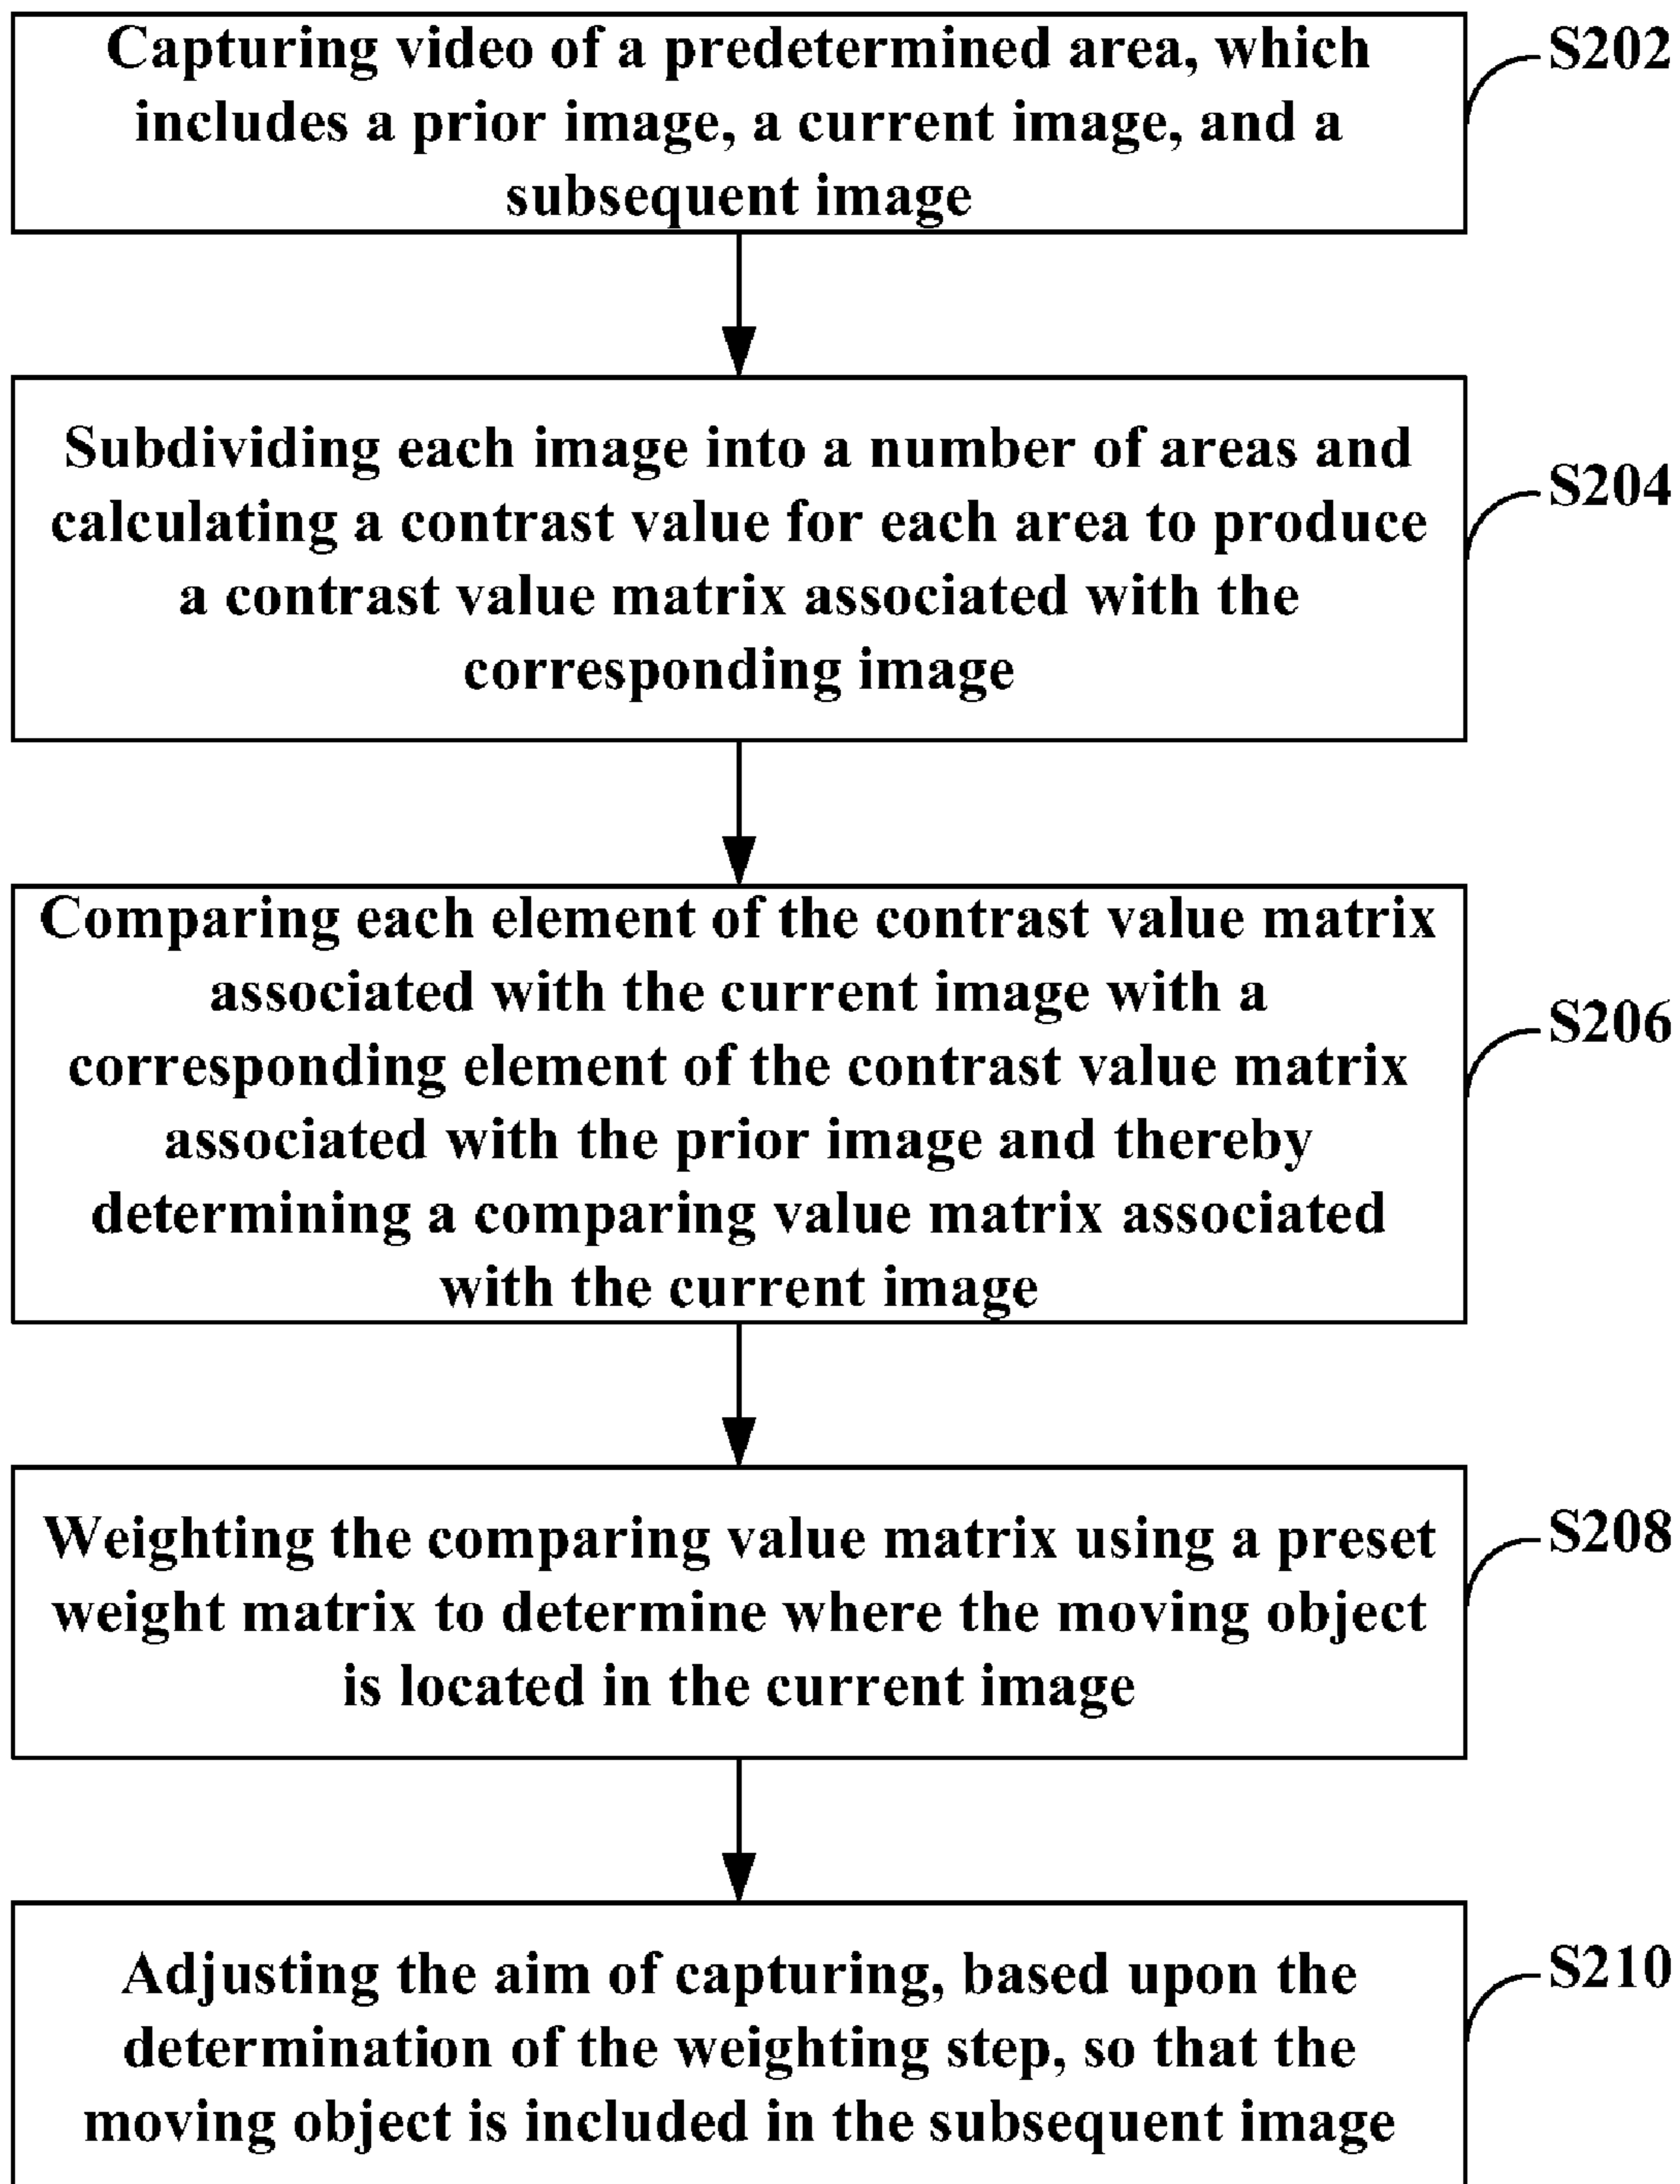 Capturing video of a predetermined area, which
includes a prior image, a current image, and a
subsequent image
S202
Subdividing each image into a number of areas and
calculating a contrast value for each area to produce
a contrast value matrix associated with the
corresponding image
S204
Comparing each element of the contrast value matrix
associated with the current image with a
corresponding element of the contrast value matrix
associated with the prior image and thereby
determining a comparing value matrix associated
with the current image
S206
Weighting the comparing value matrix using a preset
weight matrix to determine where the moving object
is located in the current image
S208
Adjusting the aim of capturing, based upon the
determination of the weighting step, so that the
moving object is included in the subsequent image
S210